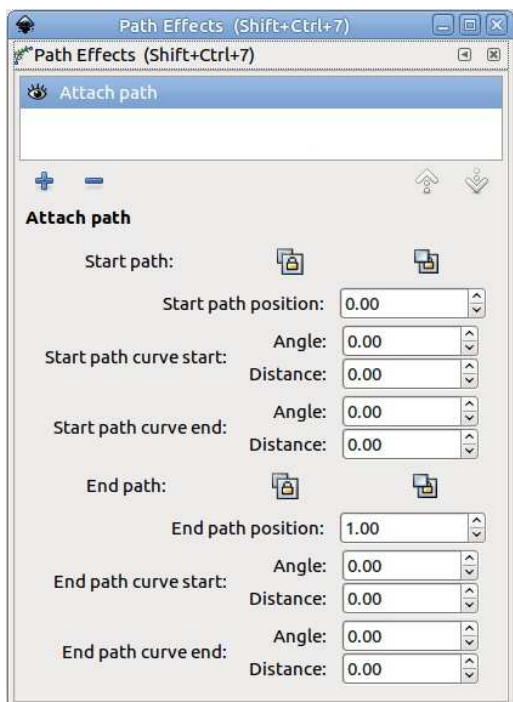 Path Effects (Shift+Ctrl+7)
Path Effects (Shift+Ctrl+7)
Attach path
Attach path
Start path:
Start path position: 0.00
Start path curve start: Angle: 0.00
Distance: 0.00
Start path curve end: Angle: 0.00
Distance: 0.00
End path:
End path position: 1.00
End path curve start: Angle: 0.00
Distance: 0.00
End path curve end: Angle: 0.00
Distance: 0.00